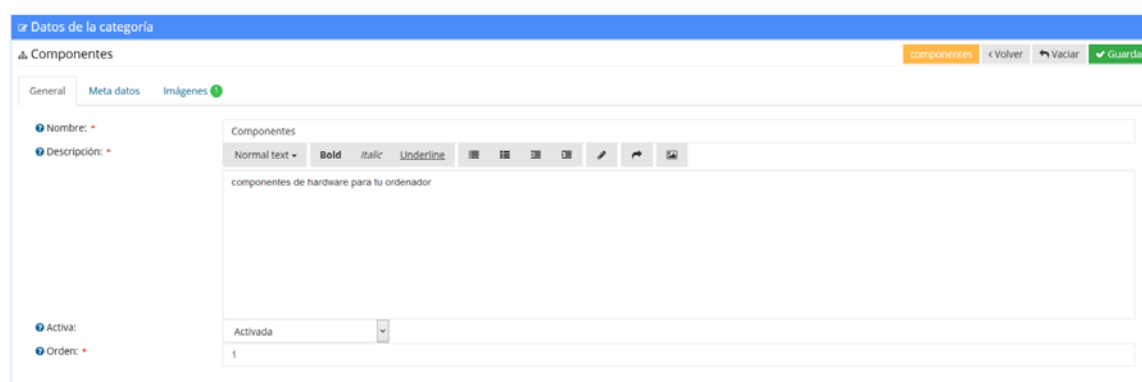 Datos de la categoría
Componentes componentes Volver Vaciar Guarda
General Meta datos Imágenes 1
Nombre: * Componentes
Descripción: * Normal text Bold Italic Underline
componentes de hardware para tu ordenador
Activa: Activada
Orden: * 1